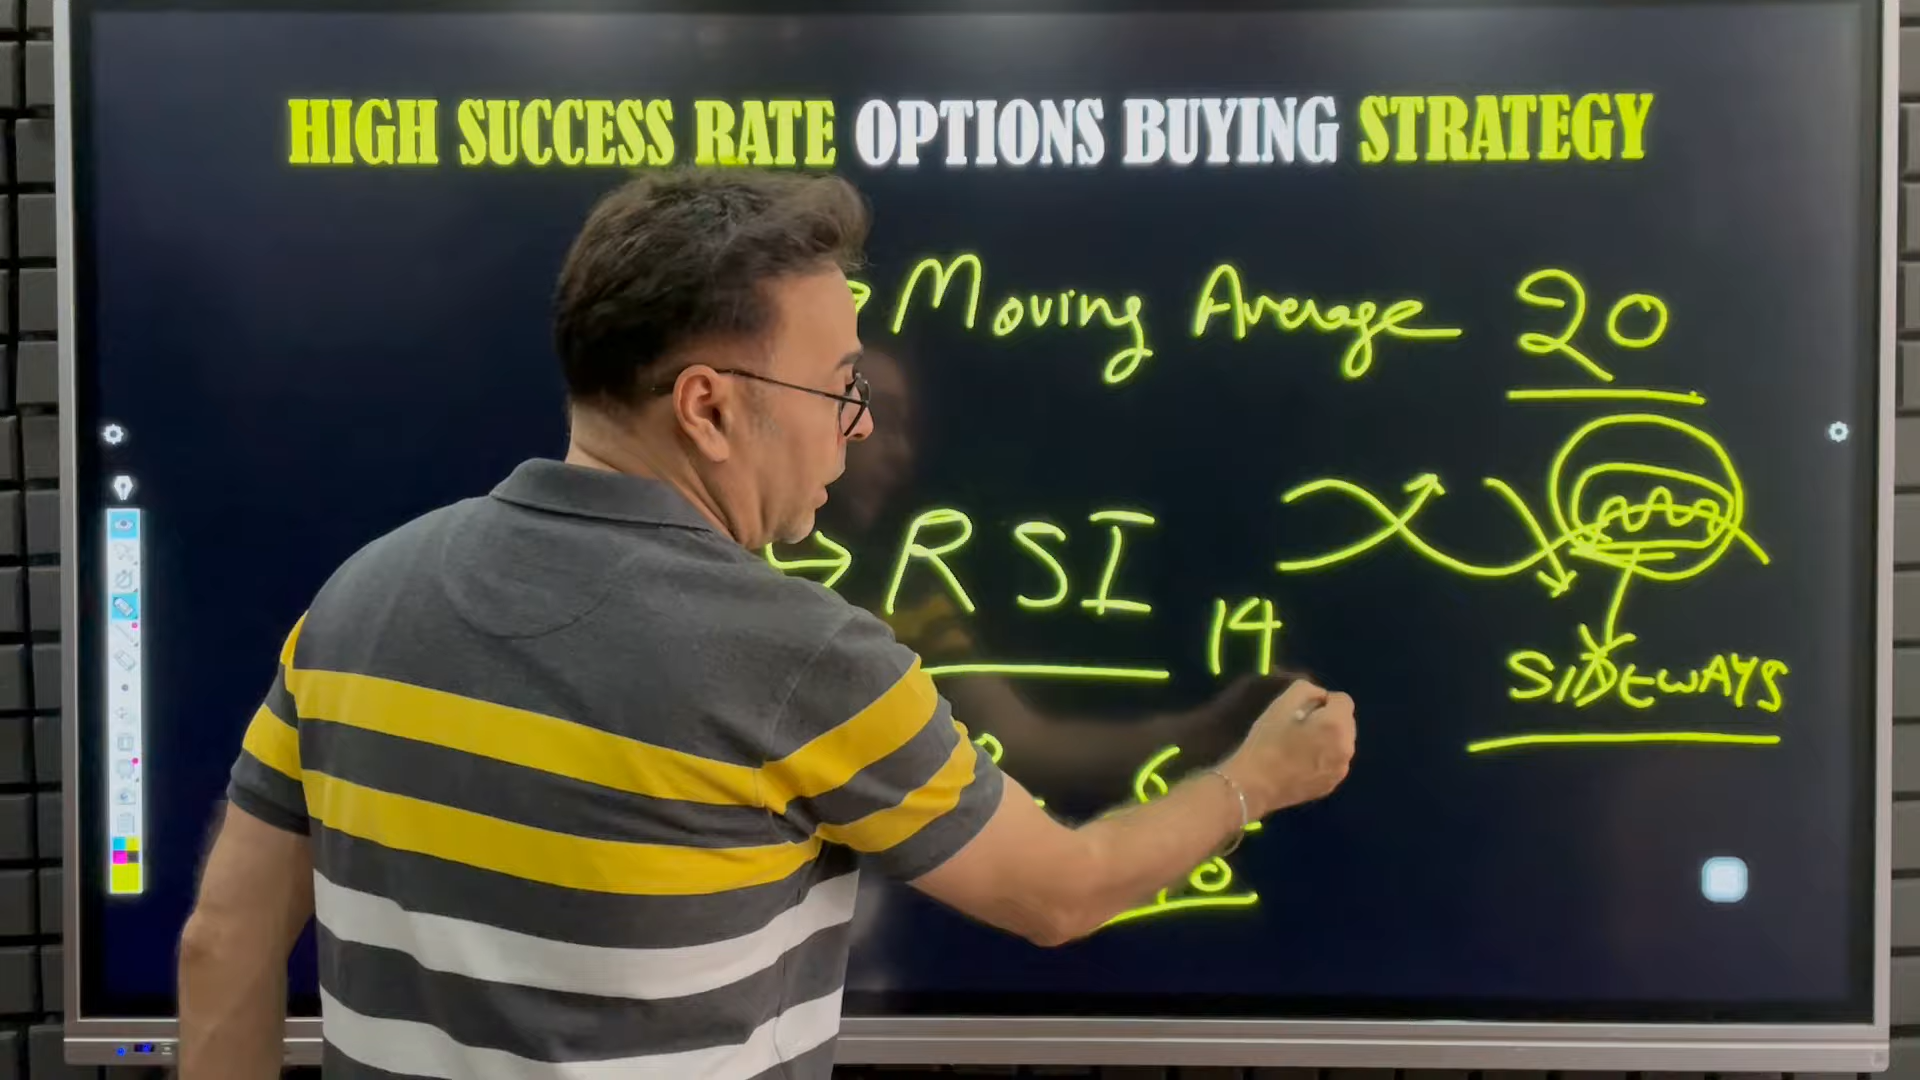 HIGH SUCCESS RATE OPTIONS BUYING STRATEGY
Moving Average 20
RSI
14
SIDEWAYS